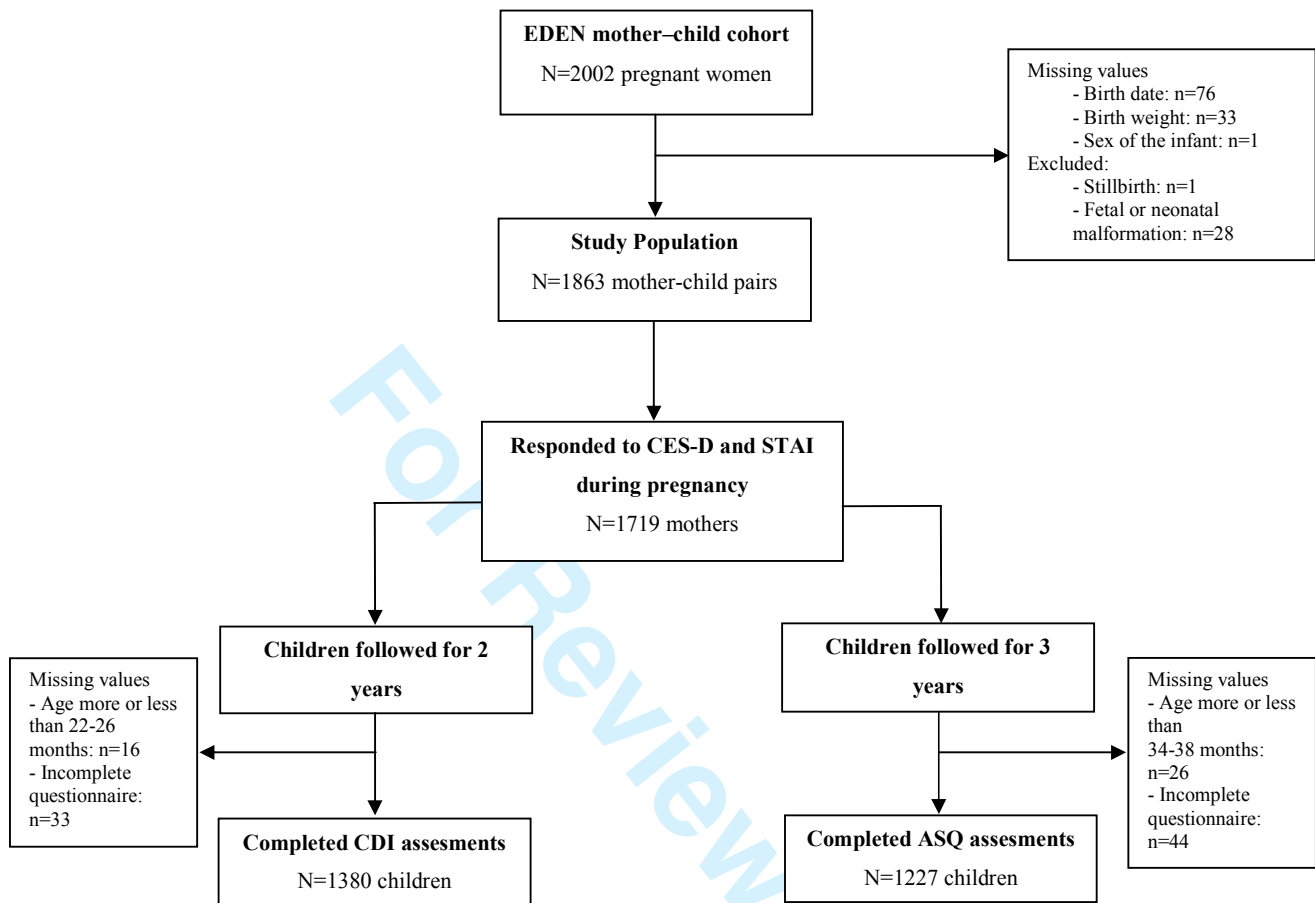 EDEN mother–child cohort
N=2002 pregnant women
Missing values
- Birth date: n=76
- Birth weight: n=33
- Sex of the infant: n=1
Excluded:
- Stillbirth: n=1
- Fetal or neonatal
malformation: n=28
Study Population
N=1863 mother-child pairs
Responded to CES-D and STAI
during pregnancy
N=1719 mothers
Children followed for 2
years
Children followed for 3
years
Missing values
- Age more or less
than 22-26
months: n=16
- Incomplete
questionnaire:
n=33
Missing values
- Age more or less
than
34-38 months:
n=26
- Incomplete
questionnaire:
n=44
Completed CDI assesments
N=1380 children
Completed ASQ assesments
N=1227 children
For Review